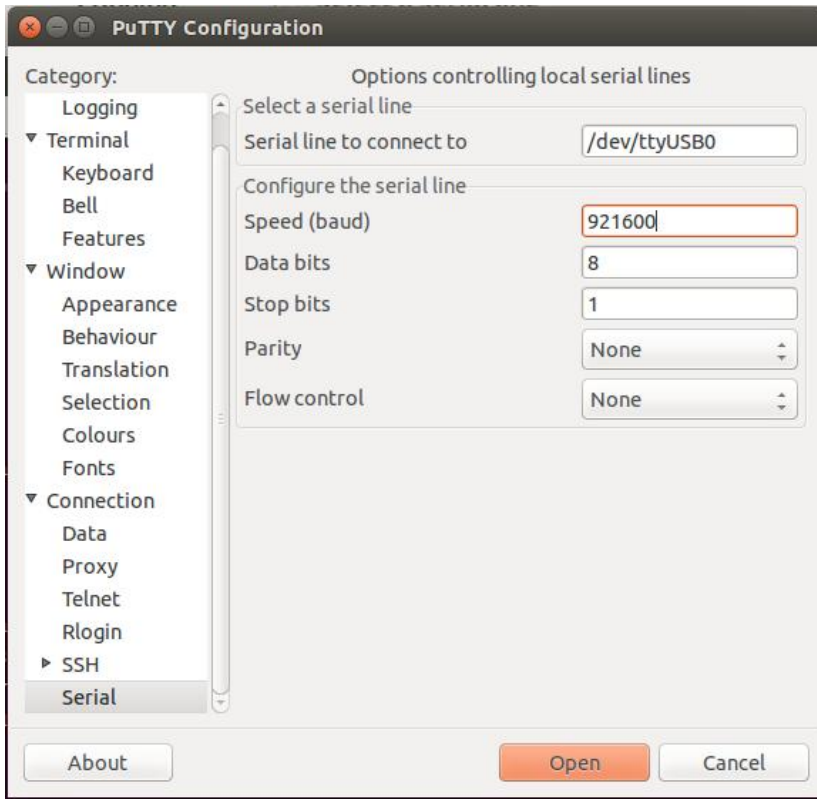 PuTTY Configuration
Category:
Options controlling local serial lines
Logging
Terminal
Keyboard
Bell
Features
Window
Appearance
Behaviour
Translation
Selection
Colours
Fonts
Connection
Data
Proxy
Telnet
Rlogin
SSH
Serial
Select a serial line
Serial line to connect to /dev/ttyUSB0
Configure the serial line
Speed (baud) 921600
Data bits 8
Stop bits 1
Parity None
Flow control None
About Open Cancel